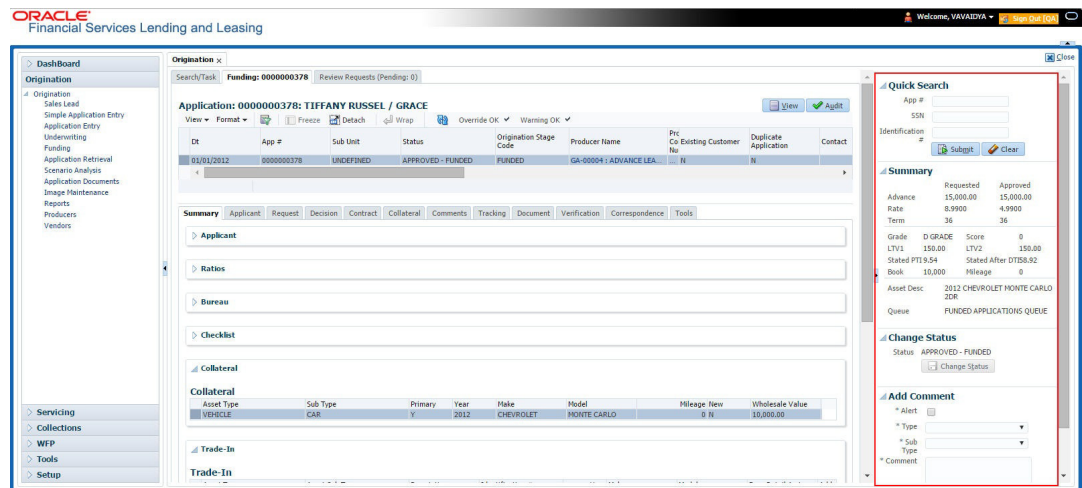 ORACLE
Financial Services Lending and Leasing
Welcome, VAVAIDYA
Sign Out (QA)
Close
DashBoard
Origination
Origination
Sales Lead
Simple Application Entry
Application Entry
Underwriting
Funding
Application Retrieval
Scenario Analysis
Application Documents
Image Maintenance
Reports
Producers
Vendors
Servicing
Collections
WFP
Tools
Setup
Origination
Search/Task Funding: 0000000378 Review Requests (Pending: 0)
Application: 0000000378: TIFFANY RUSSEL / GRACE
View Audit
View Format Freeze Detach Wrap Override OK Warning OK
Dt App # Sub Unit Status Origination Stage Code Producer Name Prc Co Nu Existing Customer Duplicate Application Contact
01/01/2012 0000000378 UNDEFINED APPROVED - FUNDED FUNDED GA-00004 : ADVANCE LEA... ... N N
Summary Applicant Request Decision Contract Collateral Comments Tracking Document Verification Correspondence Tools
Applicant
Ratios
Bureau
Checklist
Collateral
Collateral
Asset Type Sub Type Primary Year Make Model Mileage New Wholesale Value
VEHICLE CAR Y 2012 CHEVROLET MONTE CARLO 0 N 10,000.00
Trade-In
Trade-In
Quick Search
App #
SSN
Identification #
Submit Clear
Summary
Requested Approved
Advance 15,000.00 15,000.00
Rate 8.9900 4.9900
Term 36 36
Grade D GRADE Score 0
LTV1 150.00 LTV2 150.00
Stated PTI 9.54 Stated After DTI 58.92
Book 10,000 Mileage 0
Asset Desc 2012 CHEVROLET MONTE CARLO
2DR
Queue FUNDED APPLICATIONS QUEUE
Change Status
Status APPROVED - FUNDED
Change Status
Add Comment
* Alert
* Type
* Sub Type
* Comment